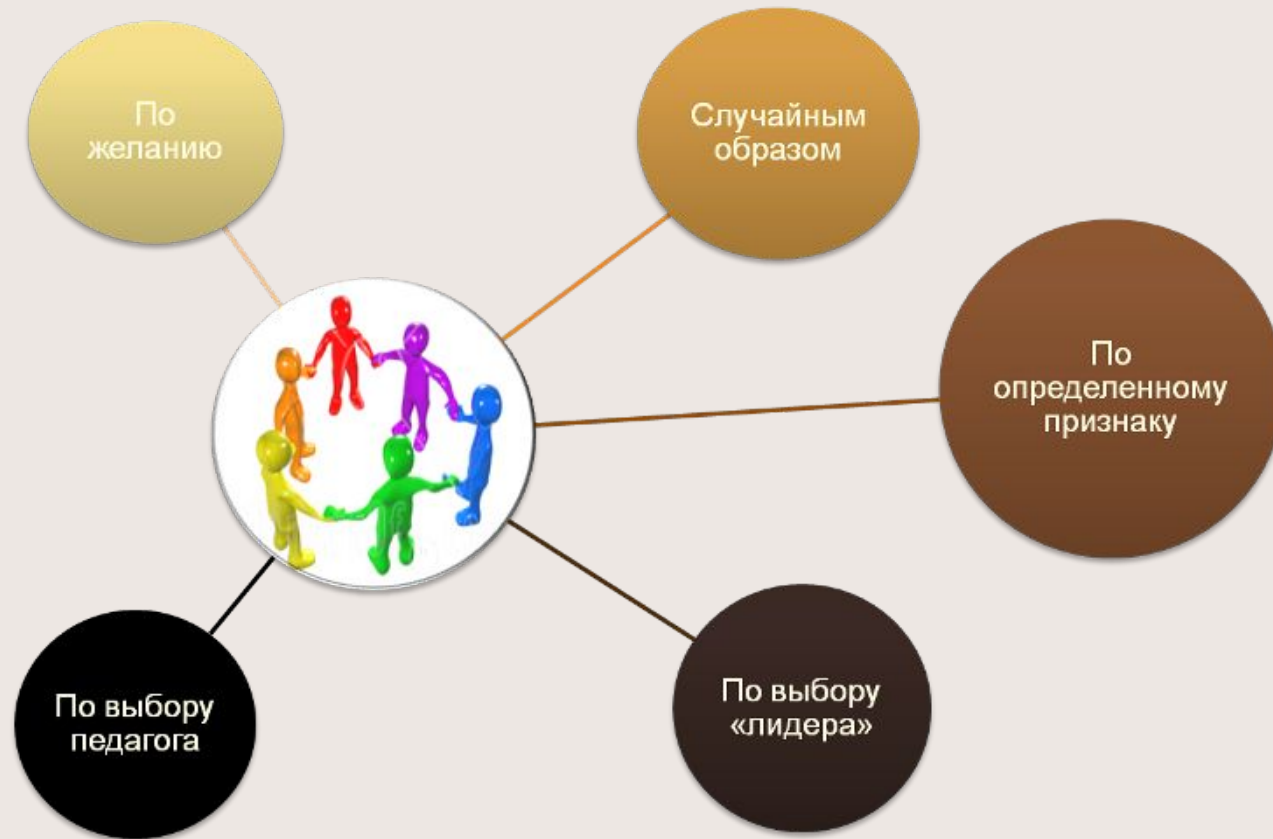 По
желанию
Случайным
образом
По
определенному
признаку
По выбору
«лидера»
По выбору
педагога